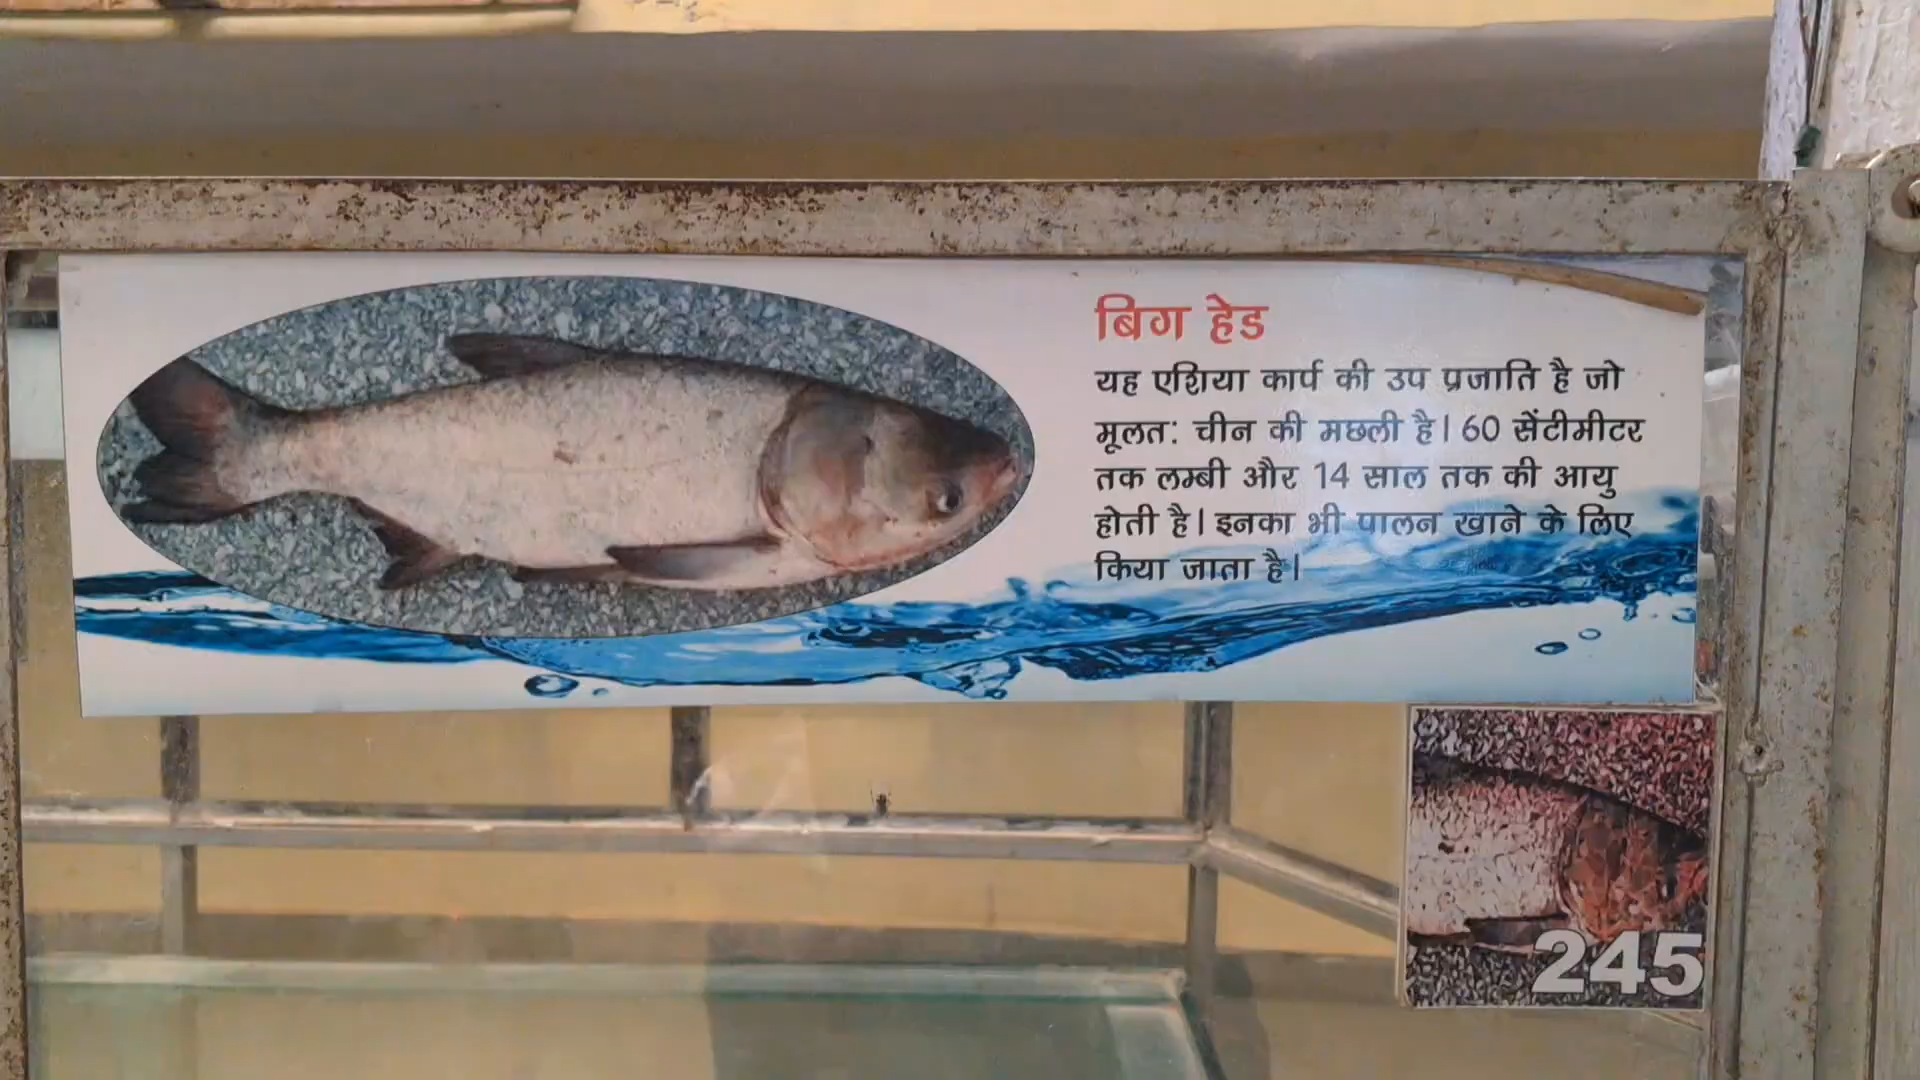 बिग हेड
यह एशिया कार्प की उप प्रजाति है जो
मूलत: चीन की मछली है। 60 सेंटीमीटर
तक लम्बी और 14 साल तक की आयु
होती है। इनका भी पालन खाने के लिए
किया जाता है।
245